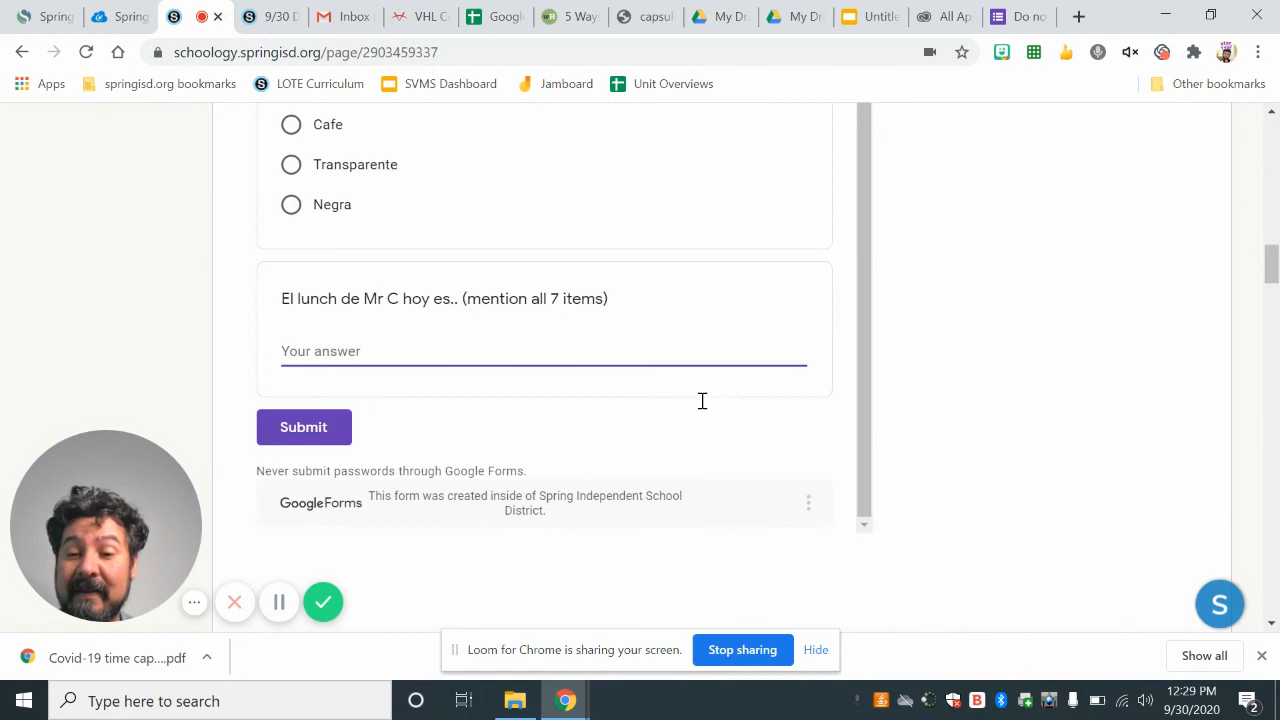 Spring
Spring
9/30 D
Inbox
VHL C
Google
Ways
capsul
My Dr
My Dr
Untitle
All Ap
Do no
schoology.springisd.org/page/2903459337
Apps
springisd.org bookmarks
LOTE Curriculum
SVMS Dashboard
Jamboard
Unit Overviews
Other bookmarks
Cafe
Transparente
Negra
El lunch de Mr C hoy es.. (mention all 7 items)
Your answer
Submit
Never submit passwords through Google Forms.
GoogleForms
This form was created inside of Spring Independent School
District.
S
Loom for Chrome is sharing your screen.
Stop sharing
Hide
Covid-19 time cap....pdf
Show all
Type here to search
12:29 PM
9/30/2020
2